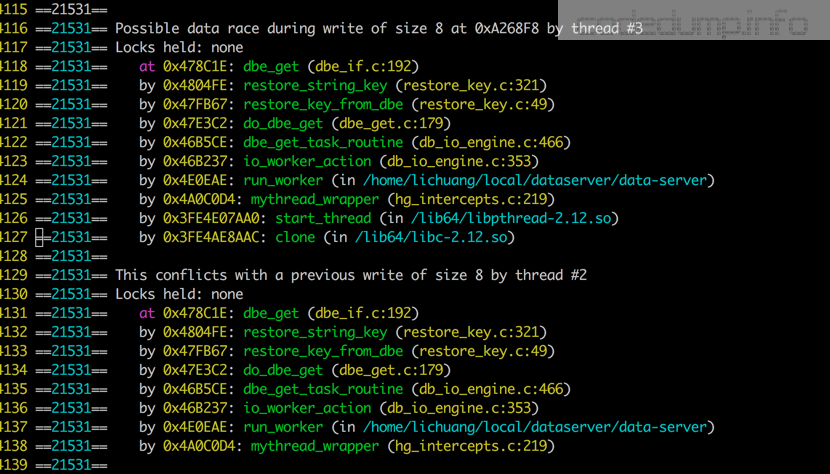 4115 ==21531==
4116 ==21531== Possible data race during write of size 8 at 0xA268F8 by thread #3
4117 ==21531== Locks held: none
4118 ==21531==    at 0x478C1E: dbe_get (dbe_if.c:192)
4119 ==21531==    by 0x4804FE: restore_string_key (restore_key.c:321)
4120 ==21531==    by 0x47FB67: restore_key_from_dbe (restore_key.c:49)
4121 ==21531==    by 0x47E3C2: do_dbe_get (dbe_get.c:179)
4122 ==21531==    by 0x46B5CE: dbe_get_task_routine (db_io_engine.c:466)
4123 ==21531==    by 0x46B237: io_worker_action (db_io_engine.c:353)
4124 ==21531==    by 0x4E0EAE: run_worker (in /home/lichuang/local/dataserver/data-server)
4125 ==21531==    by 0x4A0C0D4: mythread_wrapper (hg_intercepts.c:219)
4126 ==21531==    by 0x3FE4E07AA0: start_thread (in /lib64/libpthread-2.12.so)
4127 ==21531==    by 0x3FE4AE8AAC: clone (in /lib64/libc-2.12.so)
4128 ==21531==
4129 ==21531== This conflicts with a previous write of size 8 by thread #2
4130 ==21531== Locks held: none
4131 ==21531==    at 0x478C1E: dbe_get (dbe_if.c:192)
4132 ==21531==    by 0x4804FE: restore_string_key (restore_key.c:321)
4133 ==21531==    by 0x47FB67: restore_key_from_dbe (restore_key.c:49)
4134 ==21531==    by 0x47E3C2: do_dbe_get (dbe_get.c:179)
4135 ==21531==    by 0x46B5CE: dbe_get_task_routine (db_io_engine.c:466)
4136 ==21531==    by 0x46B237: io_worker_action (db_io_engine.c:353)
4137 ==21531==    by 0x4E0EAE: run_worker (in /home/lichuang/local/dataserver/data-server)
4138 ==21531==    by 0x4A0C0D4: mythread_wrapper (hg_intercepts.c:219)
4139 ==21531==